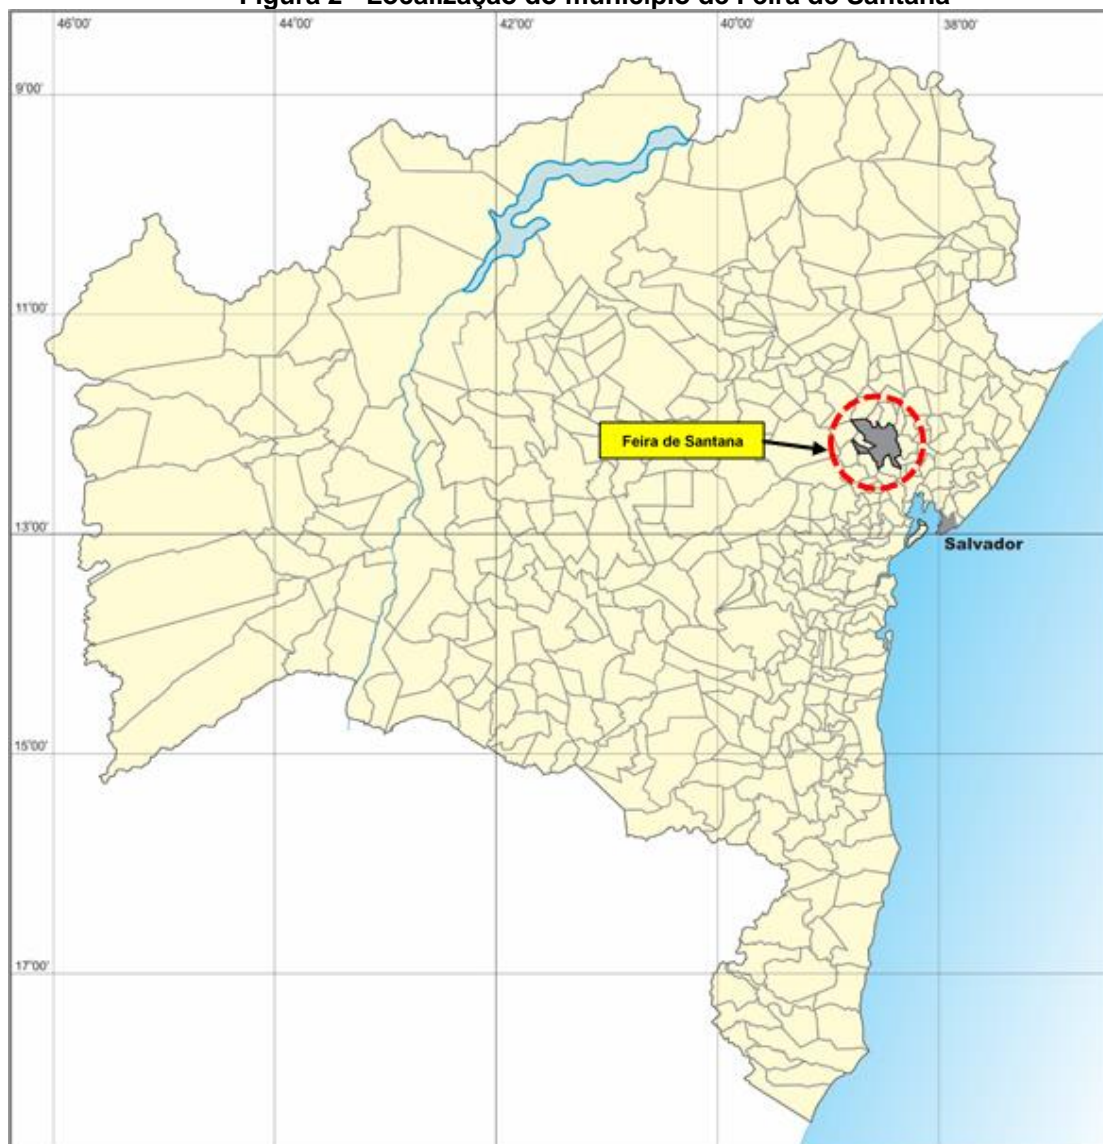 Figura 2 - Localização do município de Feira de Santana
46°00' 44°00' 42°00' 40°00' 38°00'
9°00'
11°00'
Feira de Santana
13°00'
Salvador
15°00'
17°00'